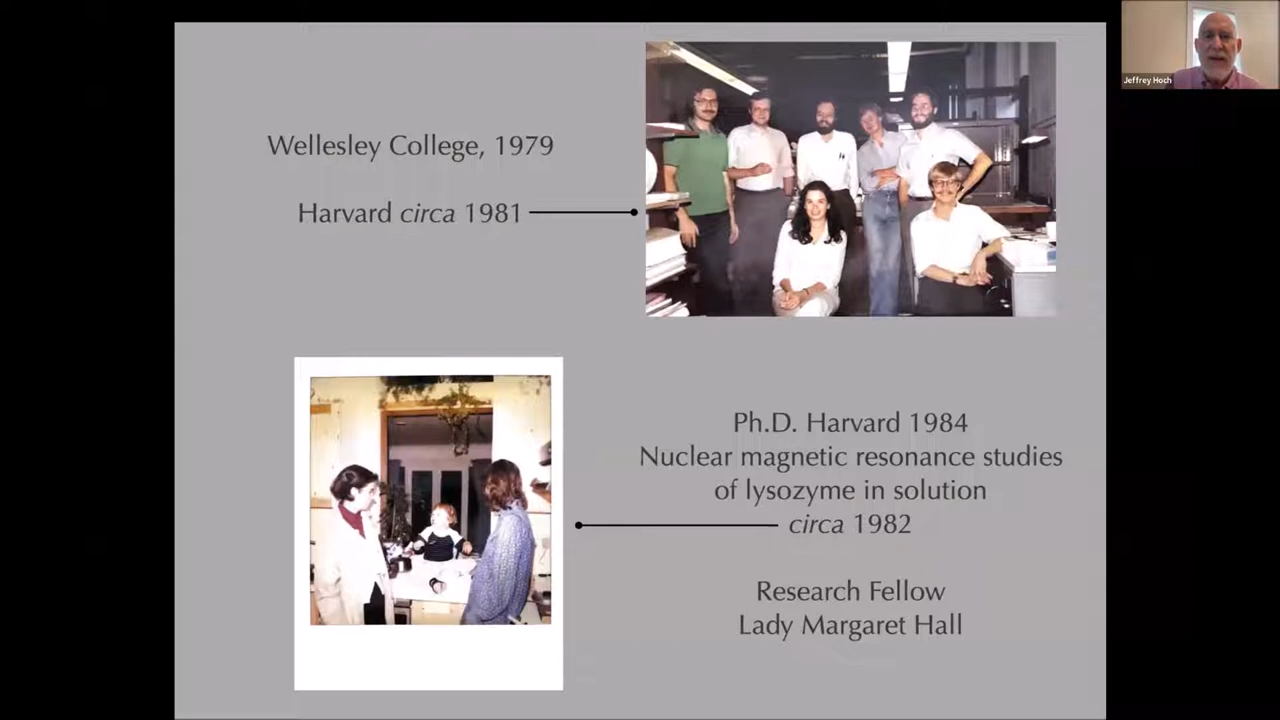 Wellesley College, 1979
Harvard circa 1981
Ph.D. Harvard 1984
Nuclear magnetic resonance studies
of lysozyme in solution
circa 1982
Research Fellow
Lady Margaret Hall
Jeffrey Hoch